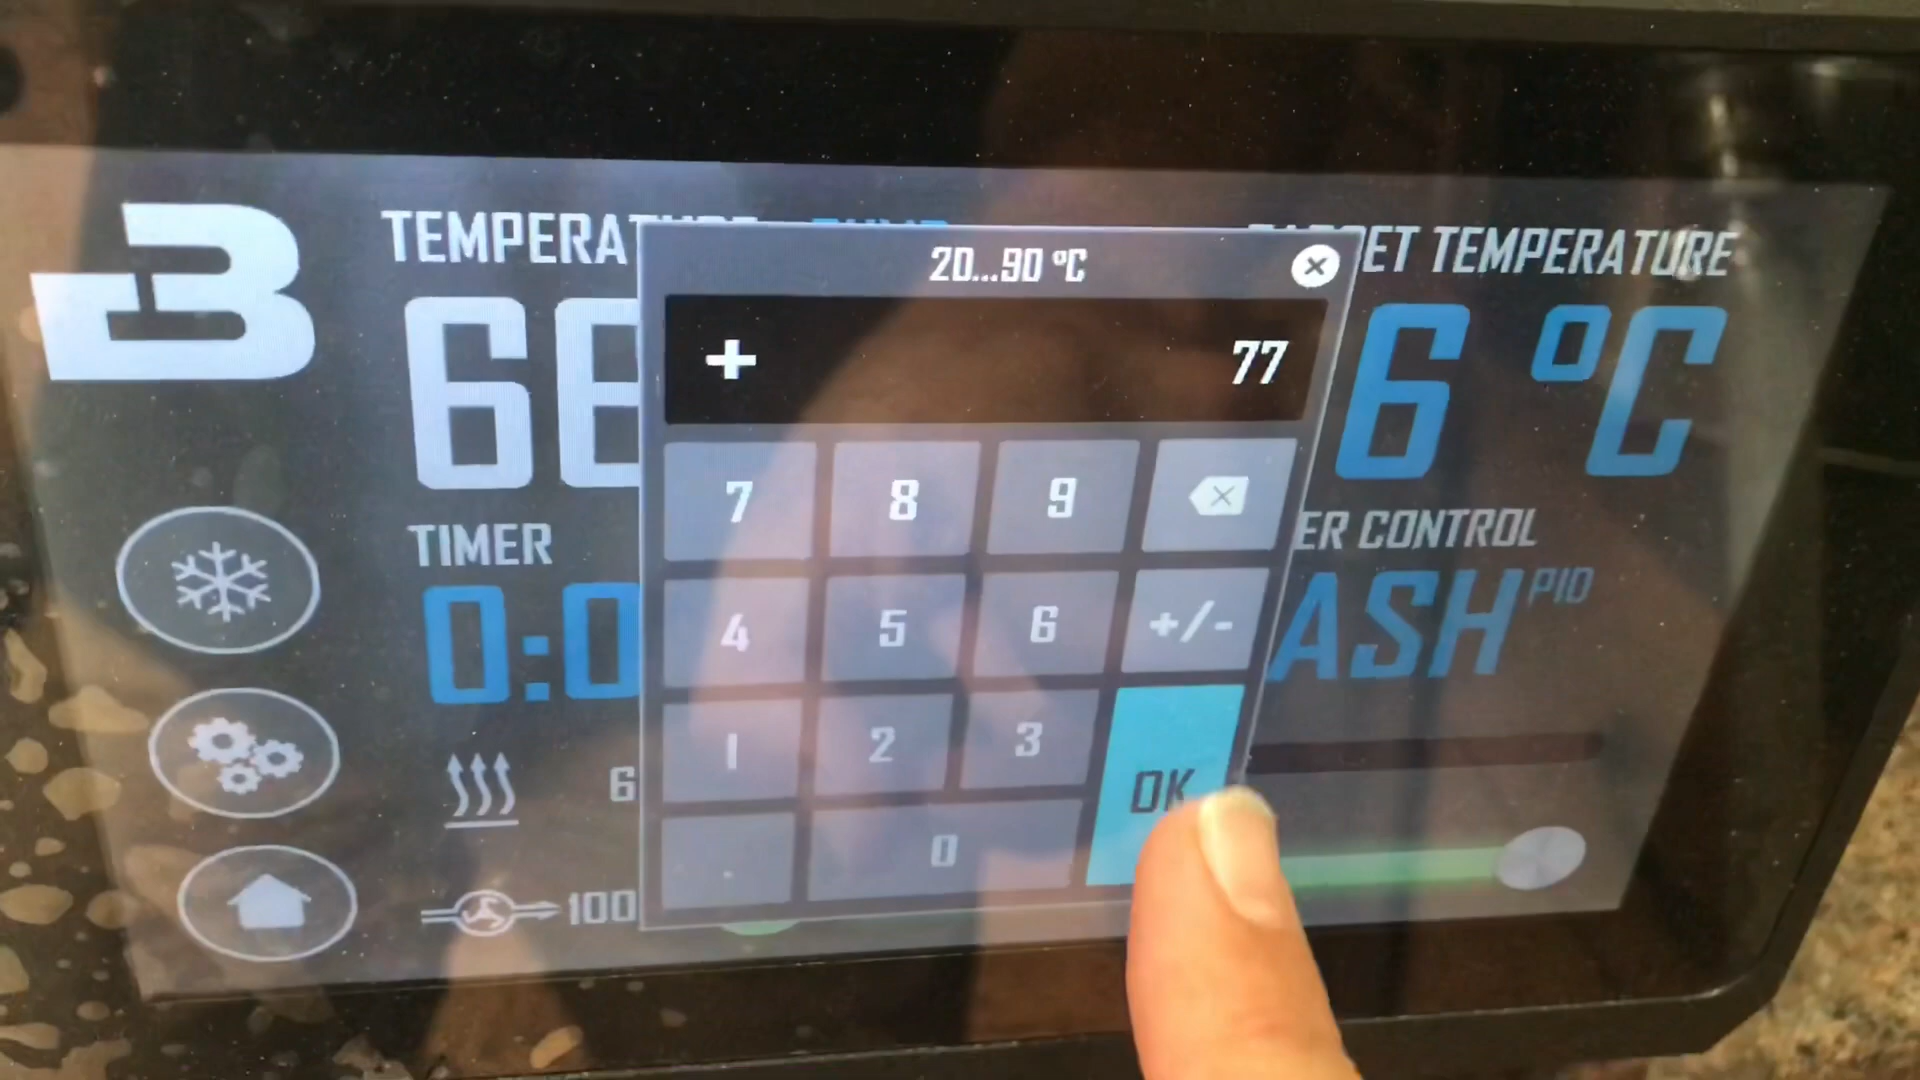 TEMPERA
20...90 °C
ET TEMPERATURE
+ 77
6 °C
7 8 9
TIMER
ER CONTROL
4 5 6 +/-
0:0
ASH PID
1 2 3
OK
6
. 0
100